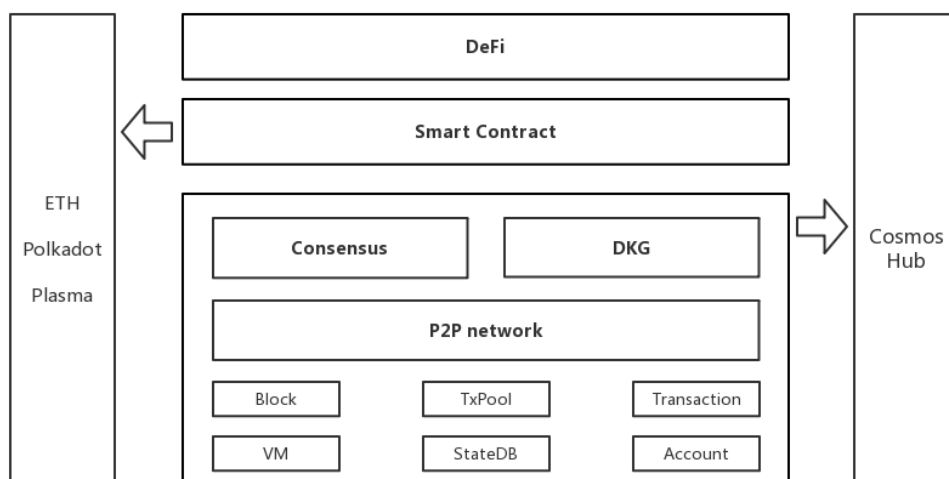 DeFi
Smart Contract
ETH
Polkadot
Plasma
Consensus
DKG
Cosmos
Hub
P2P network
Block
TxPool
Transaction
VM
StateDB
Account